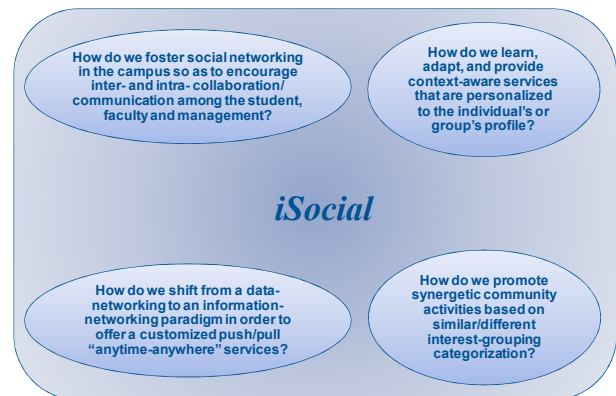 How do we foster social networking
in the campus so as to encourage
inter- and intra- collaboration/
communication among the student,
faculty and management?
How do we learn,
adapt, and provide
context-aware services
that are personalized
to the individual's or
group's profile?
iSocial
How do we shift from a data-
networking to an information-
networking paradigm in order to
offer a customized push/pull
“anytime-anywhere” services?
How do we promote
synergetic community
activities based on
similar/different
interest-grouping
categorization?